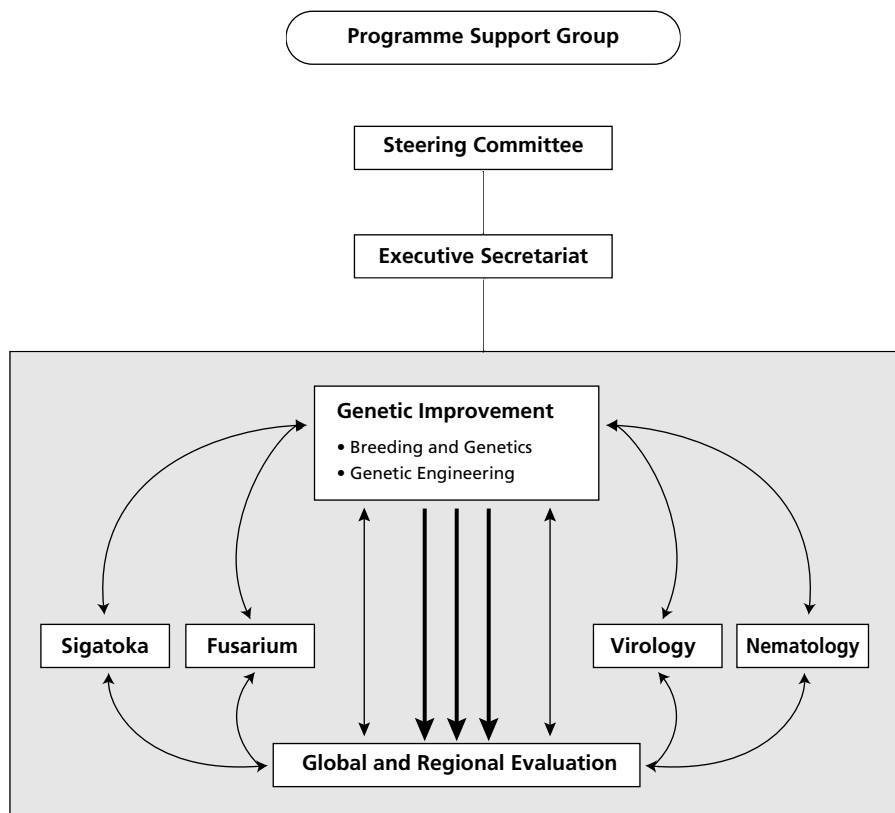 Programme Support Group
Steering Committee
Executive Secretariat
Genetic Improvement
• Breeding and Genetics
• Genetic Engineering
Sigatoka
Fusarium
Virology
Nematology
Global and Regional Evaluation